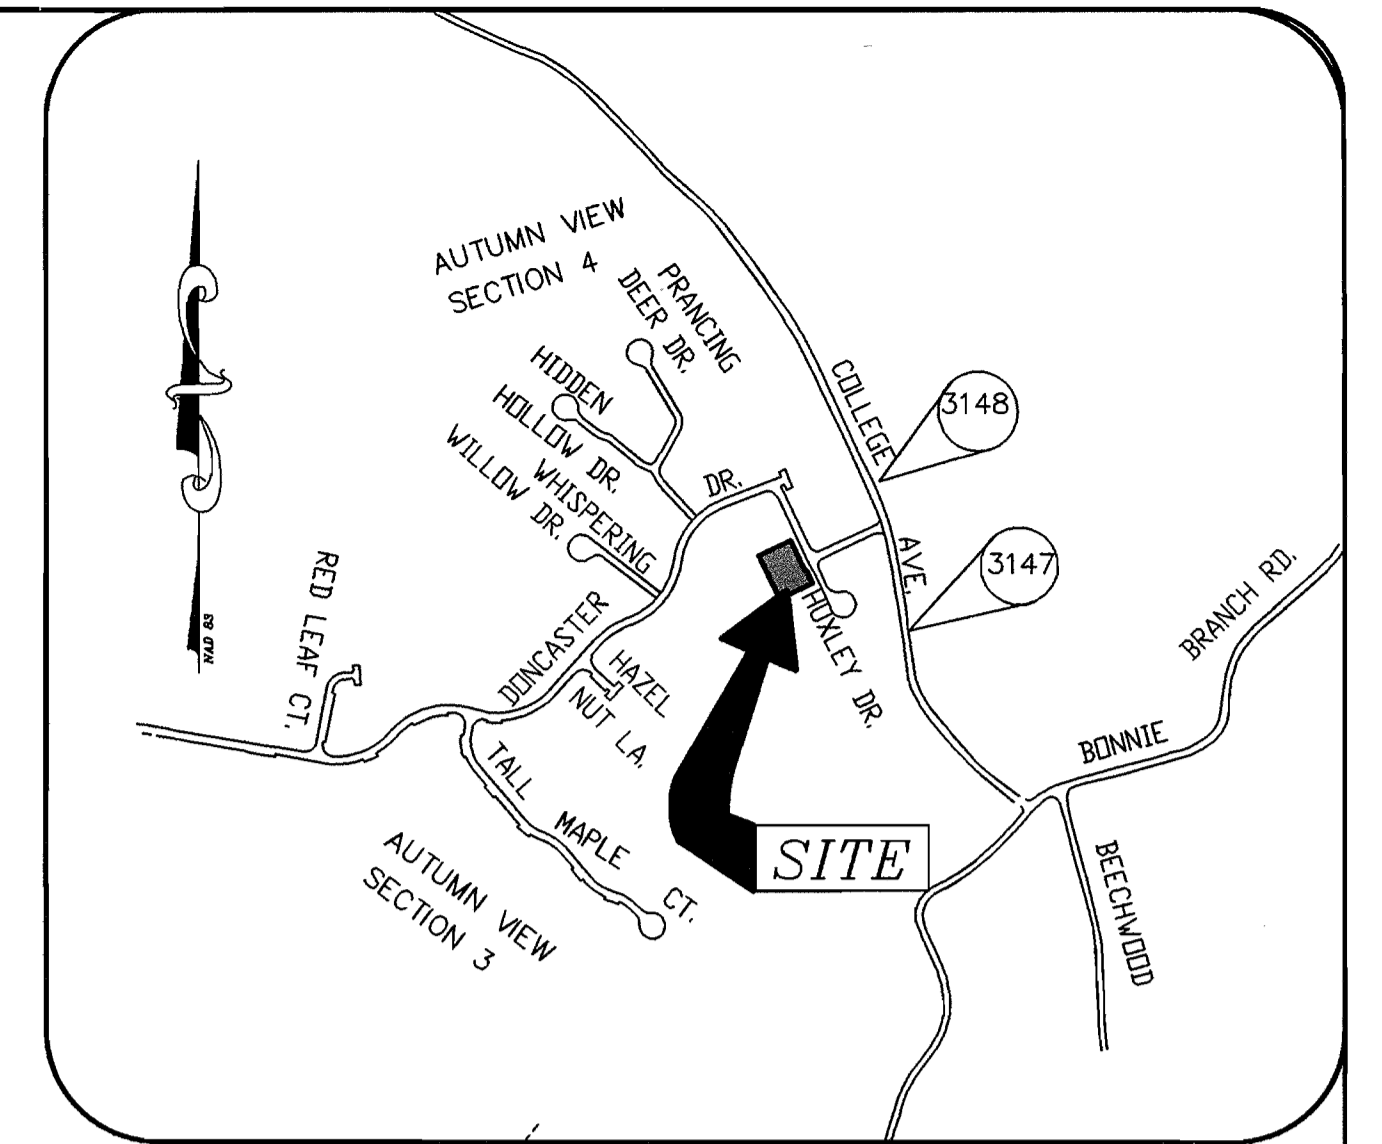 AUTUMN VIEW
SECTION 4
PRANCING
DEER DR.
HIDDEN
HOLLOW DR.
WHISPERING
WILLOW DR.
DR.
COLLEGE
AVE.
3148
3147
NAD 83
RED LEAF CT.
DONCASTER
HAZEL
NUT LA.
HUXLEY DR.
BRANCH RD.
BONNIE
TALL
MAPLE
CT.
SITE
BEECHWOOD
AUTUMN VIEW
SECTION 3